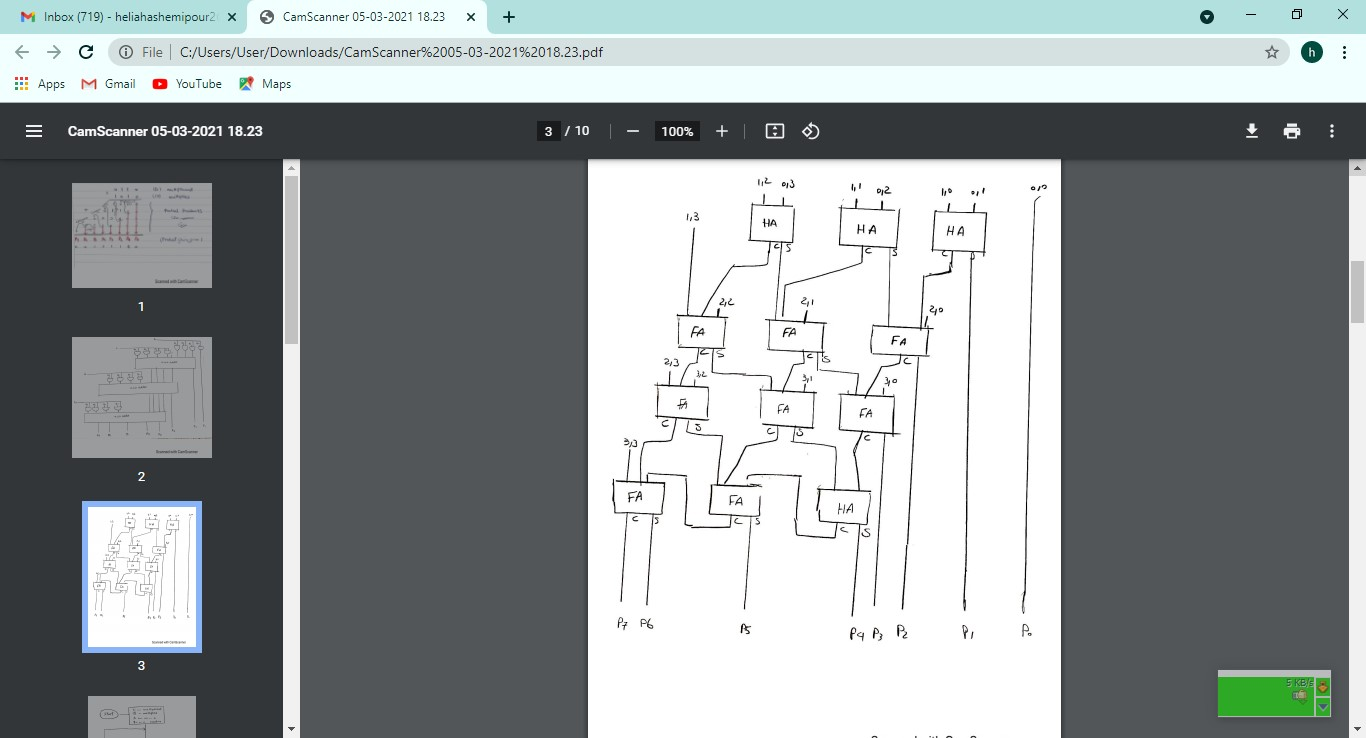 Inbox (719) - heliahashemipour2
CamScanner 05-03-2021 18.23
File C:/Users/User/Downloads/CamScanner%2005-03-2021%2018.23.pdf
h
Apps Gmail YouTube Maps
CamScanner 05-03-2021 18.23
3 / 10
100%
1
2
3
1,2 0,3 1,1 0,2 1,0 0,1 0,0
1,3
HA HA HA
C S C S C
2,2 2,1 2,0
FA FA FA
C S C S C
2,3 3,2 3,1 3,0
FA FA FA
C S C S C
3,3
FA FA HA
C S C S C S
P7 P6 P5 P4 P3 P2 P1 P0
5 KB/s